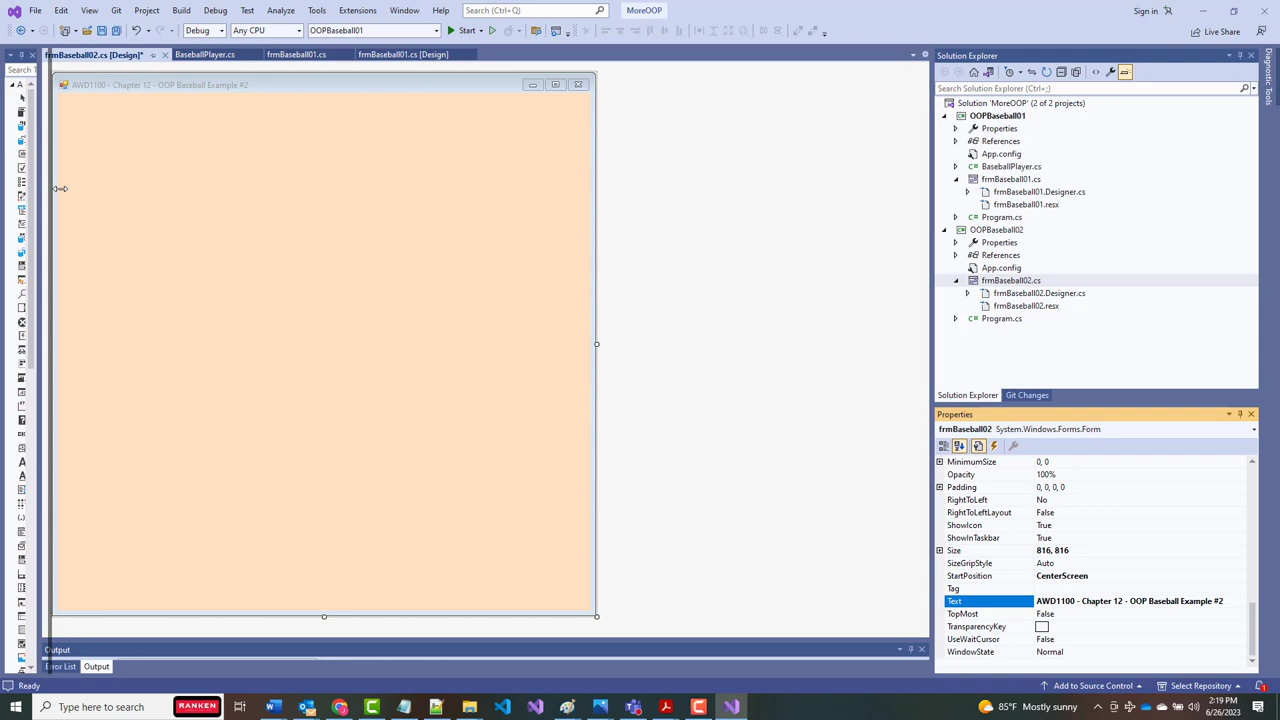 File Edit View Git Project Build Debug Test Analyze Tools Extensions Window Help Search (Ctrl+Q) MoreOOP Sign in
Debug Any CPU OOPBaseball01 Start Live Share
frmBaseball02.cs [Design]* BaseballPlayer.cs frmBaseball01.cs frmBaseball01.cs [Design]
Search T
AWD1100 - Chapter 12 - OOP Baseball Example #2
Solution Explorer
Search Solution Explorer (Ctrl+;)
Solution 'MoreOOP' (2 of 2 projects)
OOPBaseball01
Properties
References
App.config
BaseballPlayer.cs
frmBaseball01.cs
frmBaseball01.Designer.cs
frmBaseball01.resx
Program.cs
OOPBaseball02
Properties
References
App.config
frmBaseball02.cs
frmBaseball02.Designer.cs
frmBaseball02.resx
Program.cs
Solution Explorer Git Changes
Properties
frmBaseball02 System.Windows.Forms.Form
MinimumSize 0, 0
Opacity 100%
Padding 0, 0, 0, 0
RightToLeft No
RightToLeftLayout False
ShowIcon True
ShowInTaskbar True
Size 816, 816
SizeGripStyle Auto
StartPosition CenterScreen
Tag
Text AWD1100 - Chapter 12 - OOP Baseball Example #2
TopMost False
TransparencyKey
UseWaitCursor False
WindowState Normal
Diagnostic Tools
Output
Error List Output
Ready Add to Source Control Select Repository 1
Type here to search RANKEN 85°F Mostly sunny 2:19 PM
6/26/2023